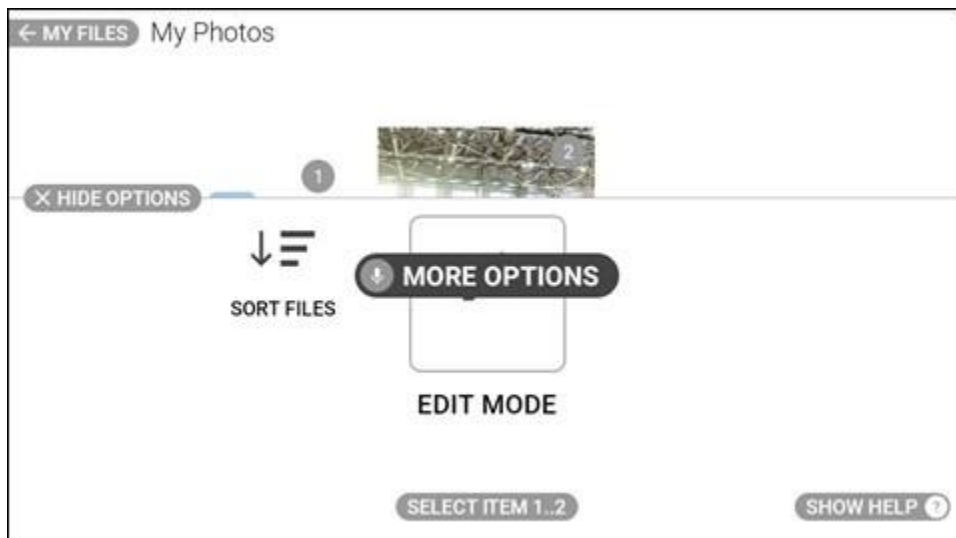 MY FILES My Photos
2
1
HIDE OPTIONS
MORE OPTIONS
SORT FILES
EDIT MODE
SELECT ITEM 1..2
SHOW HELP ?